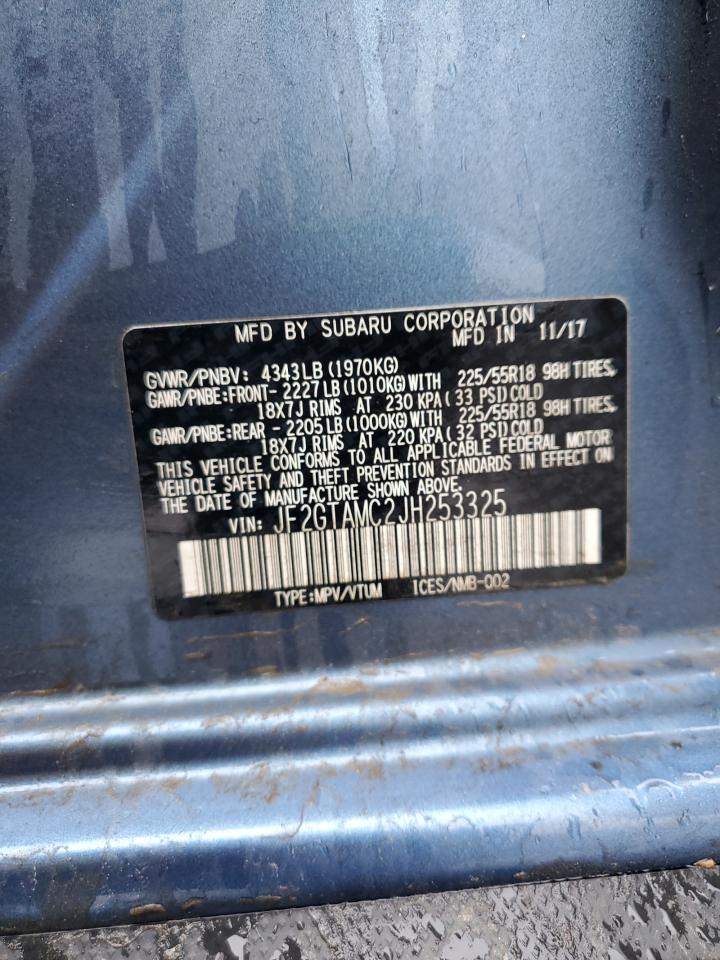 MFD BY SUBARU CORPORATION
MFD IN 11/17
GVWR/PNBV: 4343LB (1970KG)
GAWR/PNBE:FRONT-2227LB(1010KG)WITH 225/55R18 98H TIRES,
18X7J RIMS AT 230 KPA(33 PSI)COLD
GAWR/PNBE:REAR -2205LB(1000KG)WITH 225/55R18 98H TIRES,
18X7J RIMS AT 220 KPA(32 PSI)COLD
THIS VEHICLE CONFORMS TO ALL APPLICABLE FEDERAL MOTOR
VEHICLE SAFETY AND THEFT PREVENTION STANDARDS IN EFFECT ON
THE DATE OF MANUFACTURE SHOWN ABOVE.
VIN: JF2GTAMC2JH253325
TYPE:MPV/VTUM ICES/NMB-002